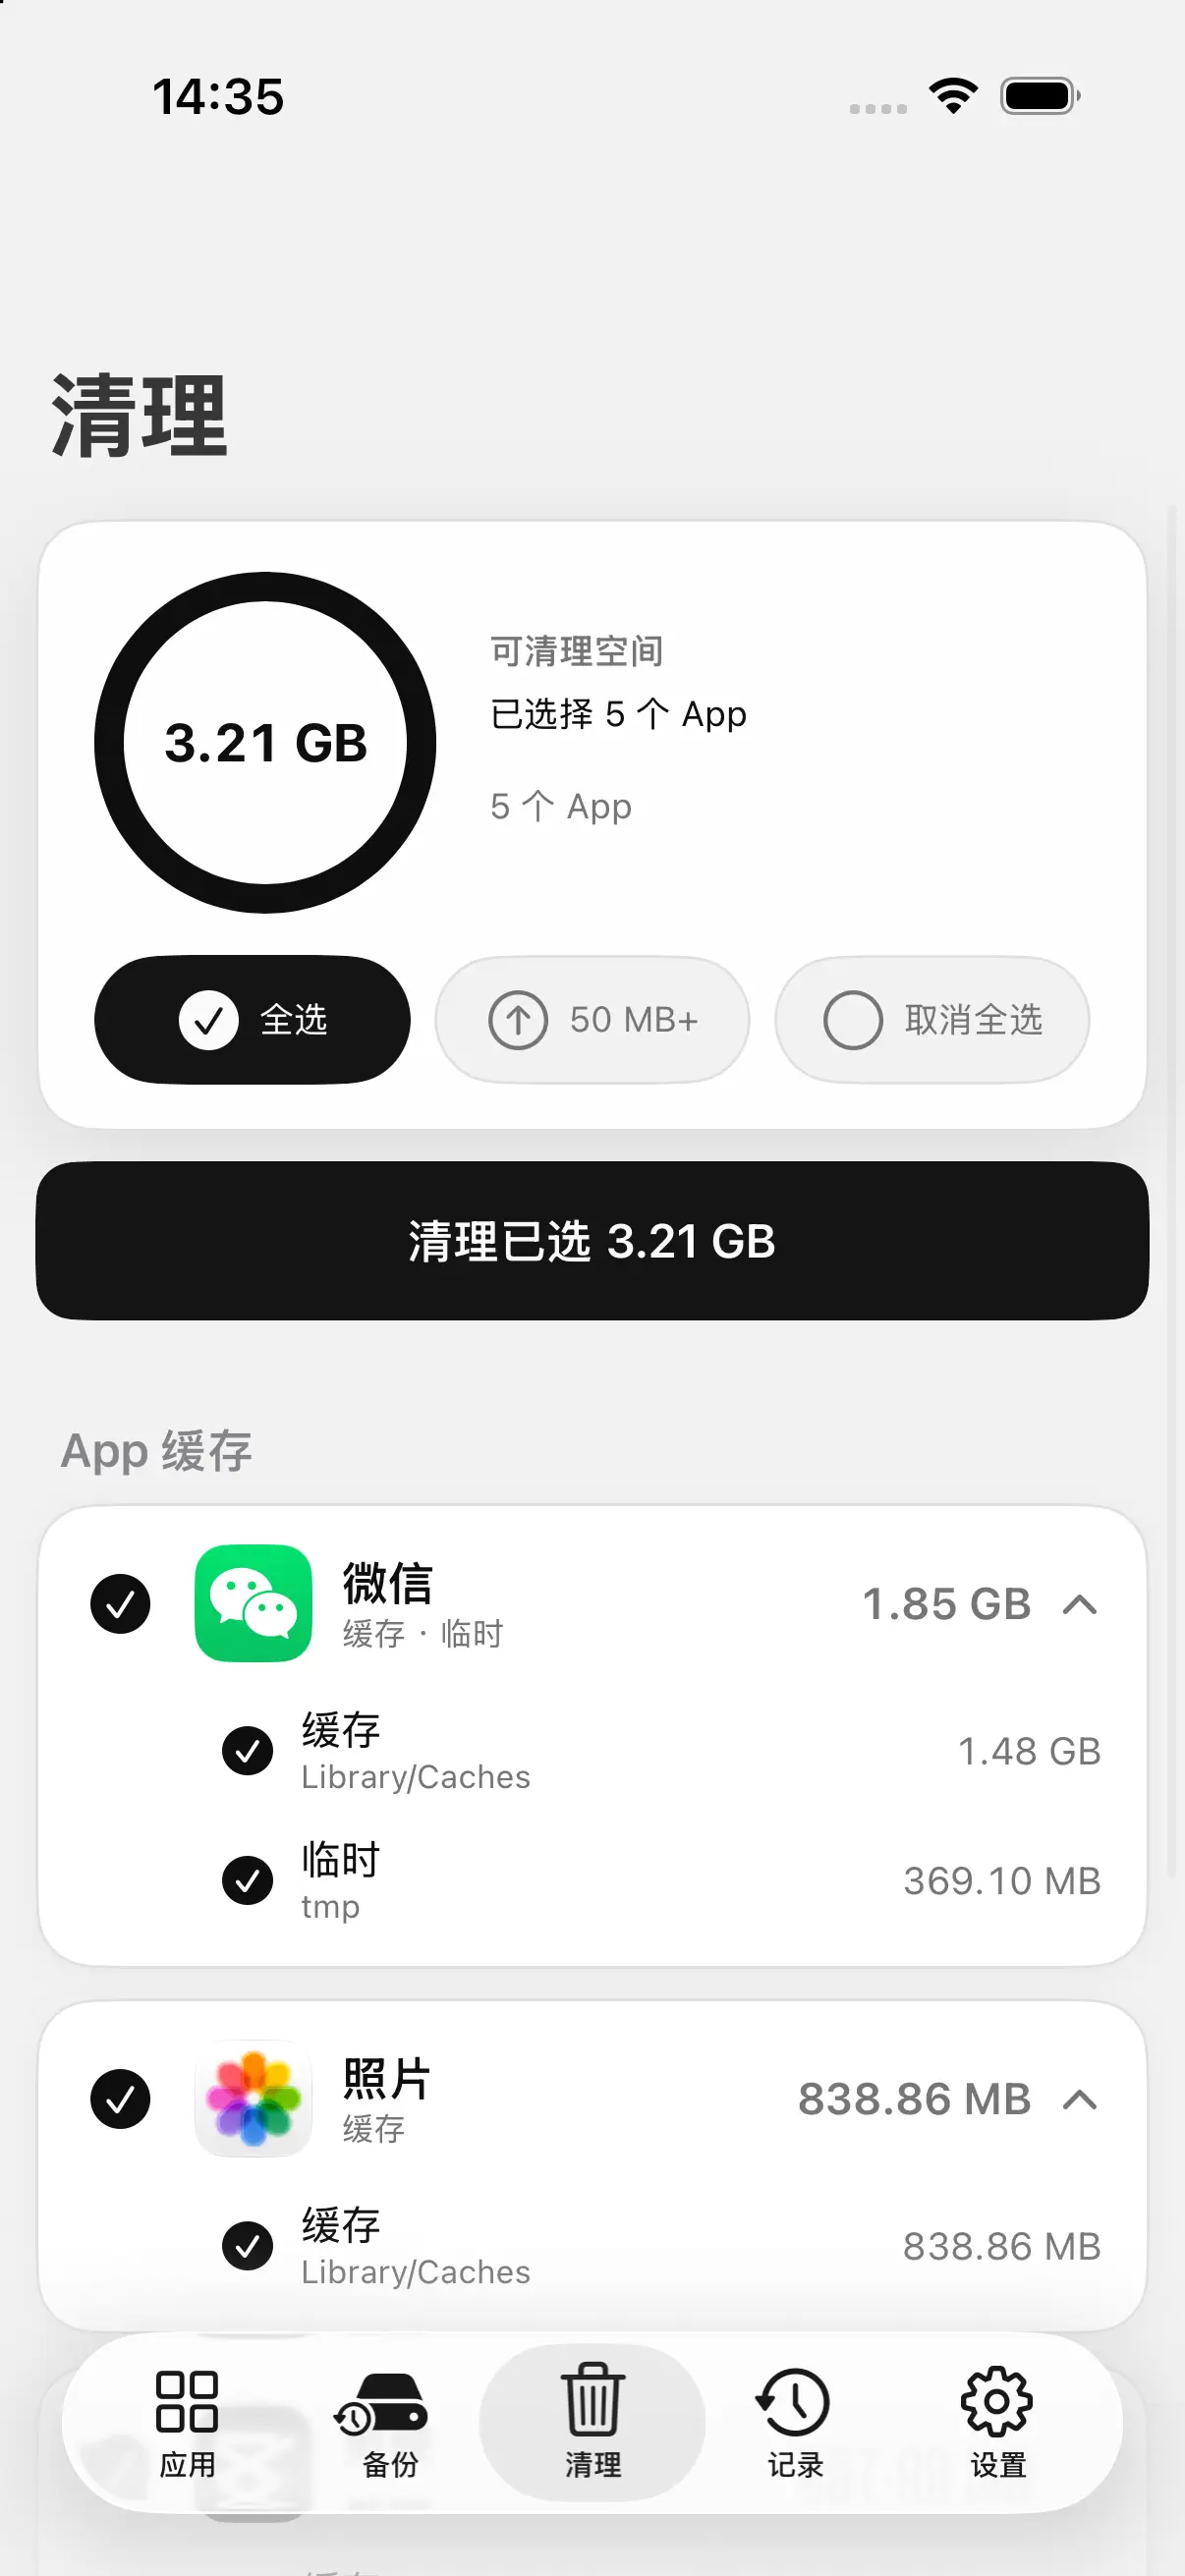 14:35
清理
3.21 GB
可清理空间
已选择 5 个 App
5 个 App
全选
50 MB+
取消全选
清理已选 3.21 GB
App 缓存
微信
缓存 · 临时
1.85 GB
缓存
Library/Caches
1.48 GB
临时
tmp
369.10 MB
照片
缓存
838.86 MB
缓存
Library/Caches
838.86 MB
应用
备份
清理
记录
设置